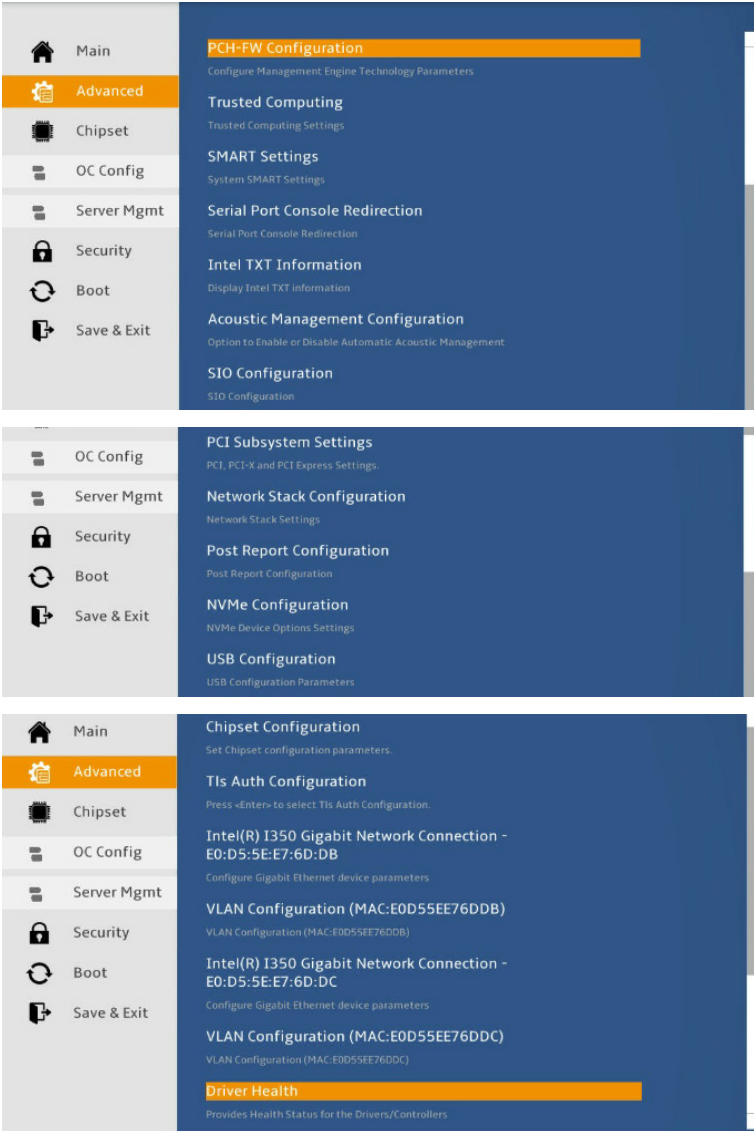 Main
Advanced
Chipset
OC Config
Server Mgmt
Security
Boot
Save & Exit
PCH-FW Configuration
Configure Management Engine Technology Parameters
Trusted Computing
Trusted Computing Settings
SMART Settings
System SMART Settings
Serial Port Console Redirection
Serial Port Console Redirection
Intel TXT Information
Display Intel TXT information
Acoustic Management Configuration
Option to Enable or Disable Automatic Acoustic Management
SIO Configuration
SIO Configuration
OC Config
Server Mgmt
Security
Boot
Save & Exit
PCI Subsystem Settings
PCI, PCI-X and PCI Express Settings.
Network Stack Configuration
Network Stack Settings
Post Report Configuration
Post Report Configuration
NVMe Configuration
NVMe Device Options Settings
USB Configuration
USB Configuration Parameters
Main
Advanced
Chipset
OC Config
Server Mgmt
Security
Boot
Save & Exit
Chipset Configuration
Set Chipset configuration parameters.
Tls Auth Configuration
Press <Enter> to select Tls Auth Configuration.
Intel(R) I350 Gigabit Network Connection -
E0:D5:5E:E7:6D:DB
Configure Gigabit Ethernet device parameters
VLAN Configuration (MAC:E0D55EE76DDB)
VLAN Configuration (MAC:E0D55EE76DDB)
Intel(R) I350 Gigabit Network Connection -
E0:D5:5E:E7:6D:DC
Configure Gigabit Ethernet device parameters
VLAN Configuration (MAC:E0D55EE76DDC)
VLAN Configuration (MAC:E0D55EE76DDC)
Driver Health
Provides Health Status for the Drivers/Controllers